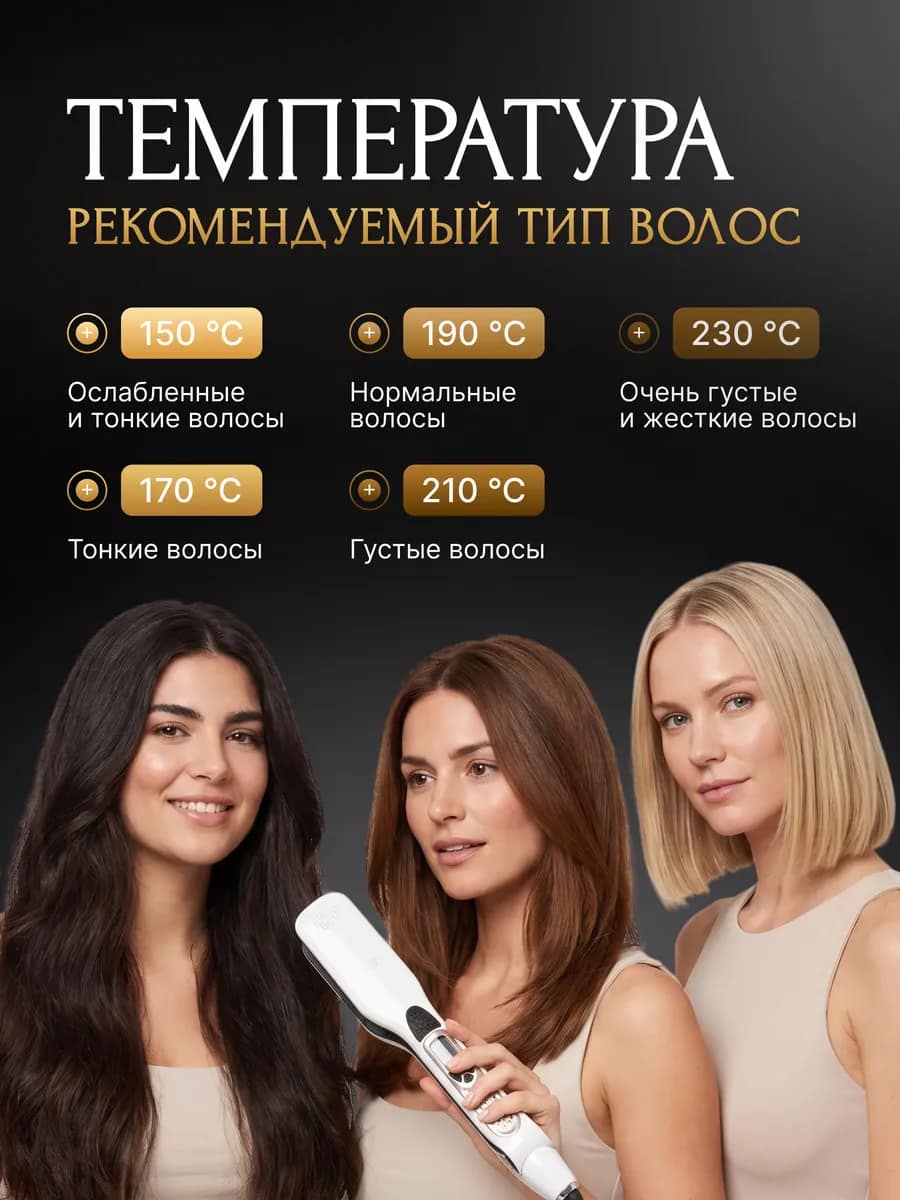 ТЕМПЕРАТУРА
РЕКОМЕНДУЕМЫЙ ТИП ВОЛОС
150 °C
Ослабленные
и тонкие волосы
190 °C
Нормальные
волосы
230 °C
Очень густые
и жесткие волосы
170 °C
Тонкие волосы
210 °C
Густые волосы